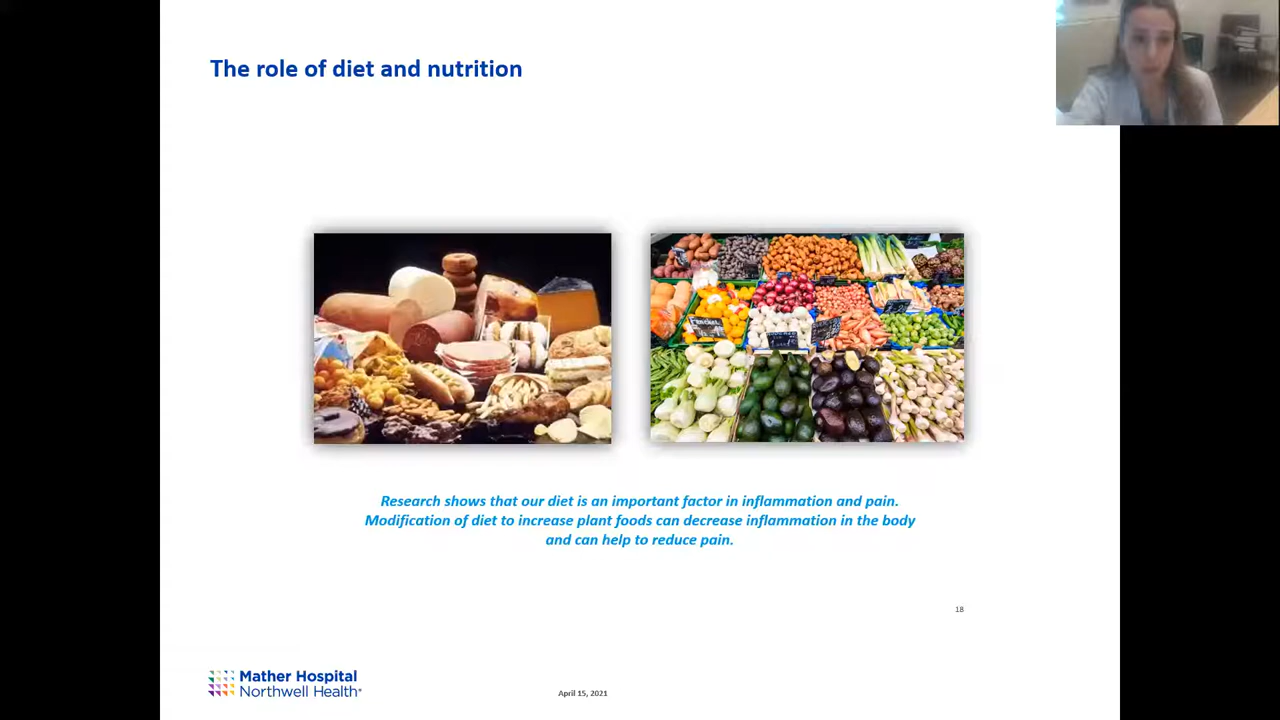 The role of diet and nutrition
Research shows that our diet is an important factor in inflammation and pain.
Modification of diet to increase plant foods can decrease inflammation in the body
and can help to reduce pain.
18
Mather Hospital
Northwell Health®
April 15, 2021